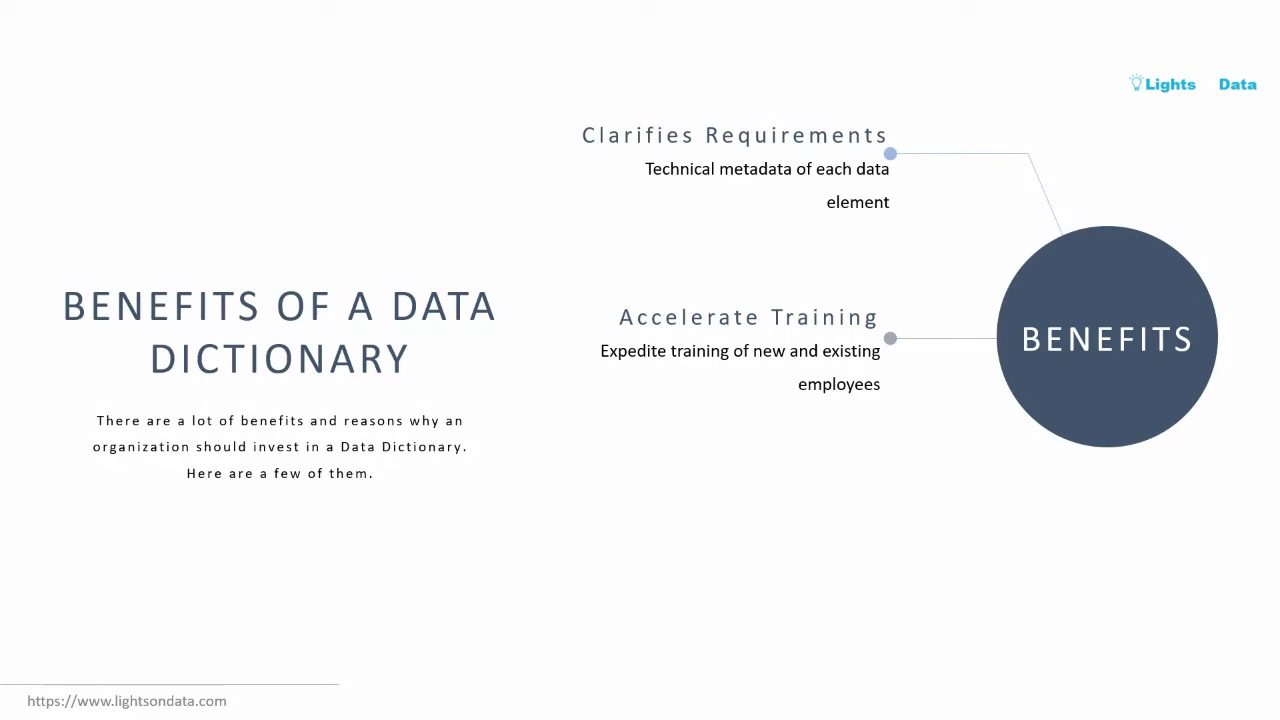 Lights Data
Clarifies Requirements
Technical metadata of each data
element
BENEFITS OF A DATA
DICTIONARY
There are a lot of benefits and reasons why an
organization should invest in a Data Dictionary.
Here are a few of them.
Accelerate Training
Expedite training of new and existing
employees
BENEFITS
https://www.lightsondata.com